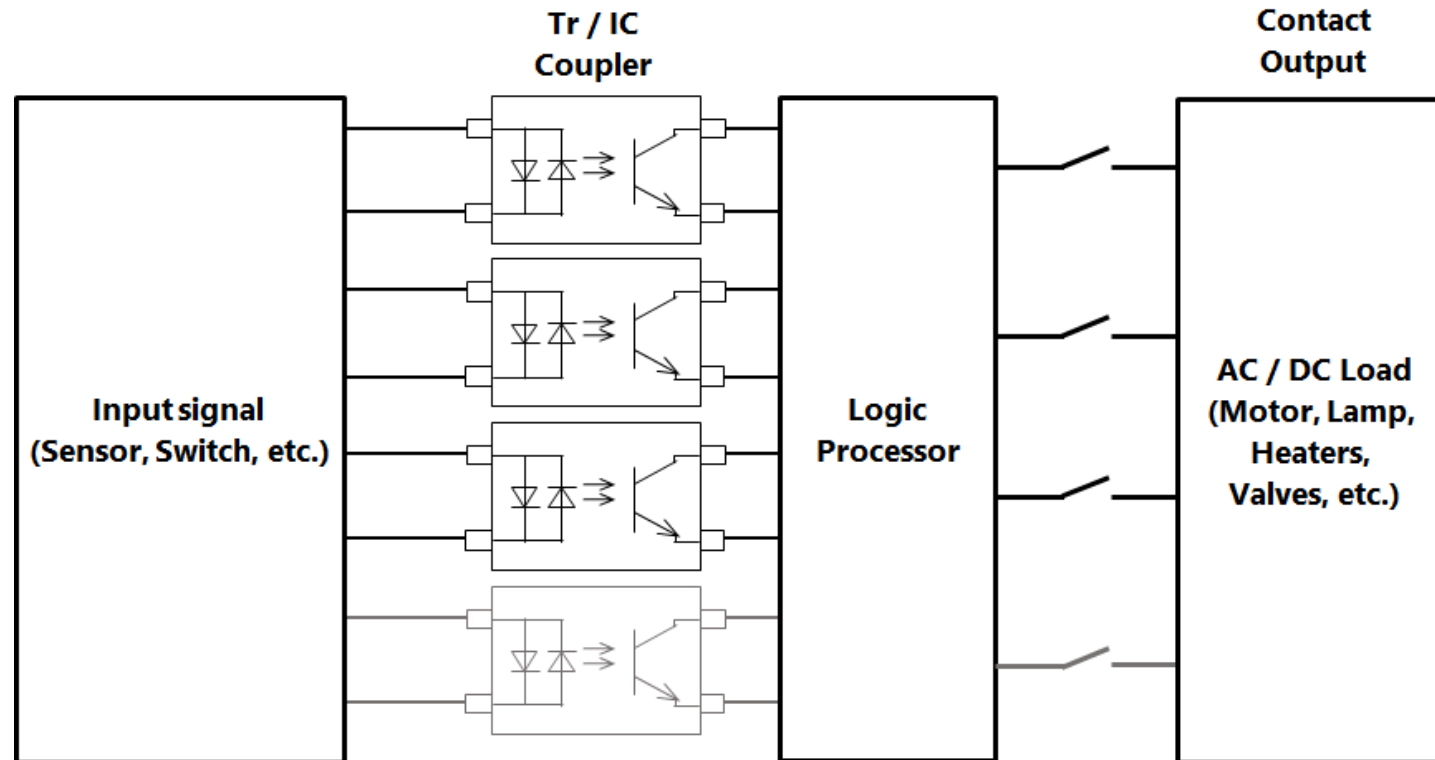 Tr / IC
Coupler
Contact
Output
Input signal
(Sensor, Switch, etc.)
Logic
Processor
AC / DC Load
(Motor, Lamp,
Heaters,
Valves, etc.)